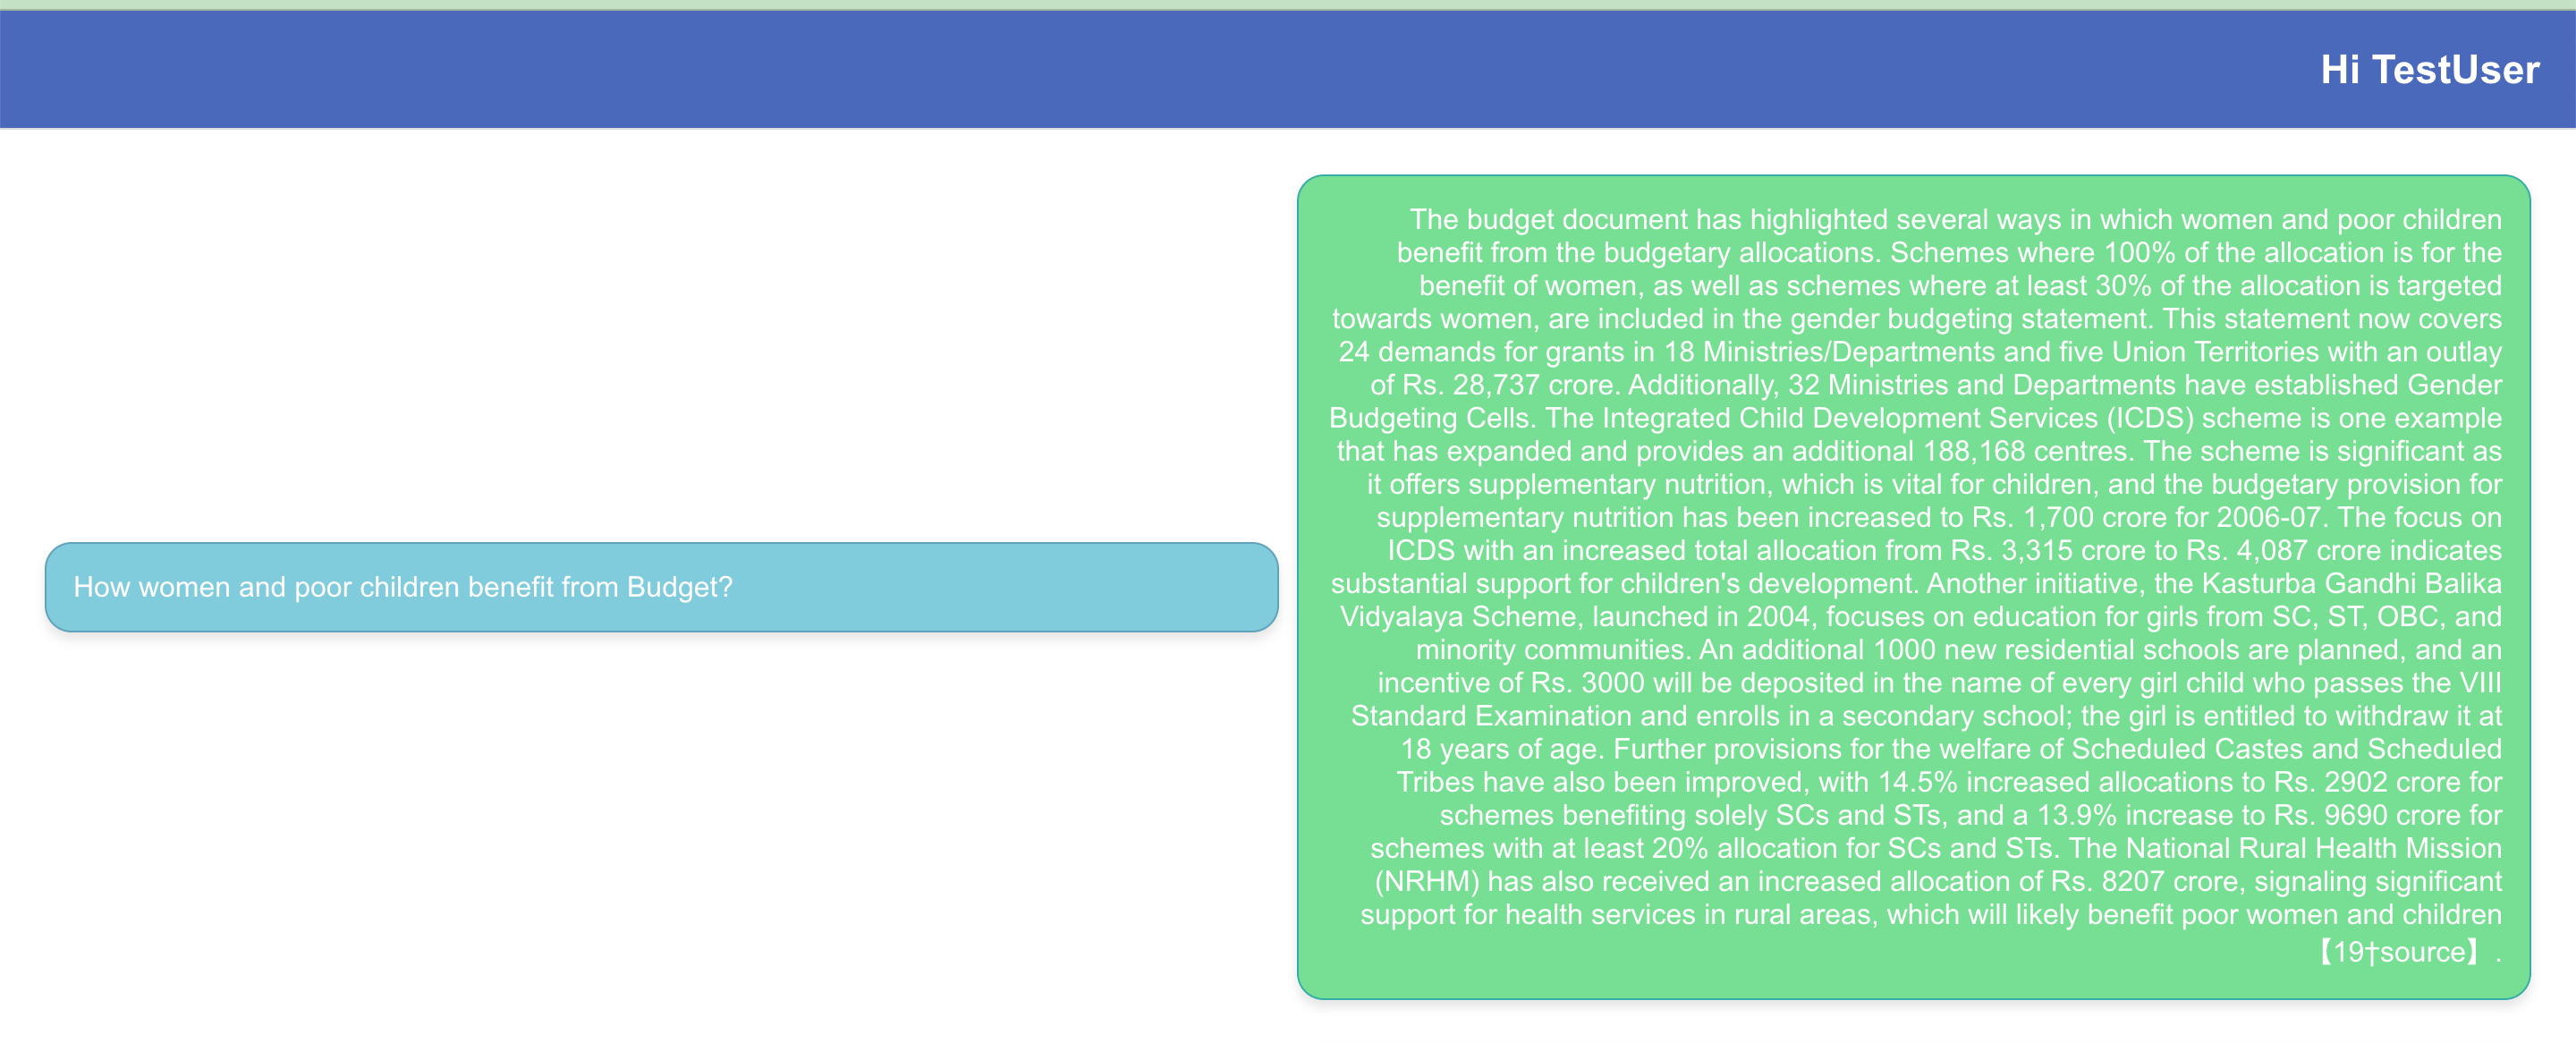 Hi TestUser
How women and poor children benefit from Budget?
The budget document has highlighted several ways in which women and poor children
benefit from the budgetary allocations. Schemes where 100% of the allocation is for the
benefit of women, as well as schemes where at least 30% of the allocation is targeted
towards women, are included in the gender budgeting statement. This statement now covers
24 demands for grants in 18 Ministries/Departments and five Union Territories with an outlay
of Rs. 28,737 crore. Additionally, 32 Ministries and Departments have established Gender
Budgeting Cells. The Integrated Child Development Services (ICDS) scheme is one example
that has expanded and provides an additional 188,168 centres. The scheme is significant as
it offers supplementary nutrition, which is vital for children, and the budgetary provision for
supplementary nutrition has been increased to Rs. 1,700 crore for 2006-07. The focus on
ICDS with an increased total allocation from Rs. 3,315 crore to Rs. 4,087 crore indicates
substantial support for children's development. Another initiative, the Kasturba Gandhi Balika
Vidyalaya Scheme, launched in 2004, focuses on education for girls from SC, ST, OBC, and
minority communities. An additional 1000 new residential schools are planned, and an
incentive of Rs. 3000 will be deposited in the name of every girl child who passes the VIII
Standard Examination and enrolls in a secondary school; the girl is entitled to withdraw it at
18 years of age. Further provisions for the welfare of Scheduled Castes and Scheduled
Tribes have also been improved, with 14.5% increased allocations to Rs. 2902 crore for
schemes benefiting solely SCs and STs, and a 13.9% increase to Rs. 9690 crore for
schemes with at least 20% allocation for SCs and STs. The National Rural Health Mission
(NRHM) has also received an increased allocation of Rs. 8207 crore, signaling significant
support for health services in rural areas, which will likely benefit poor women and children
【19†source】.